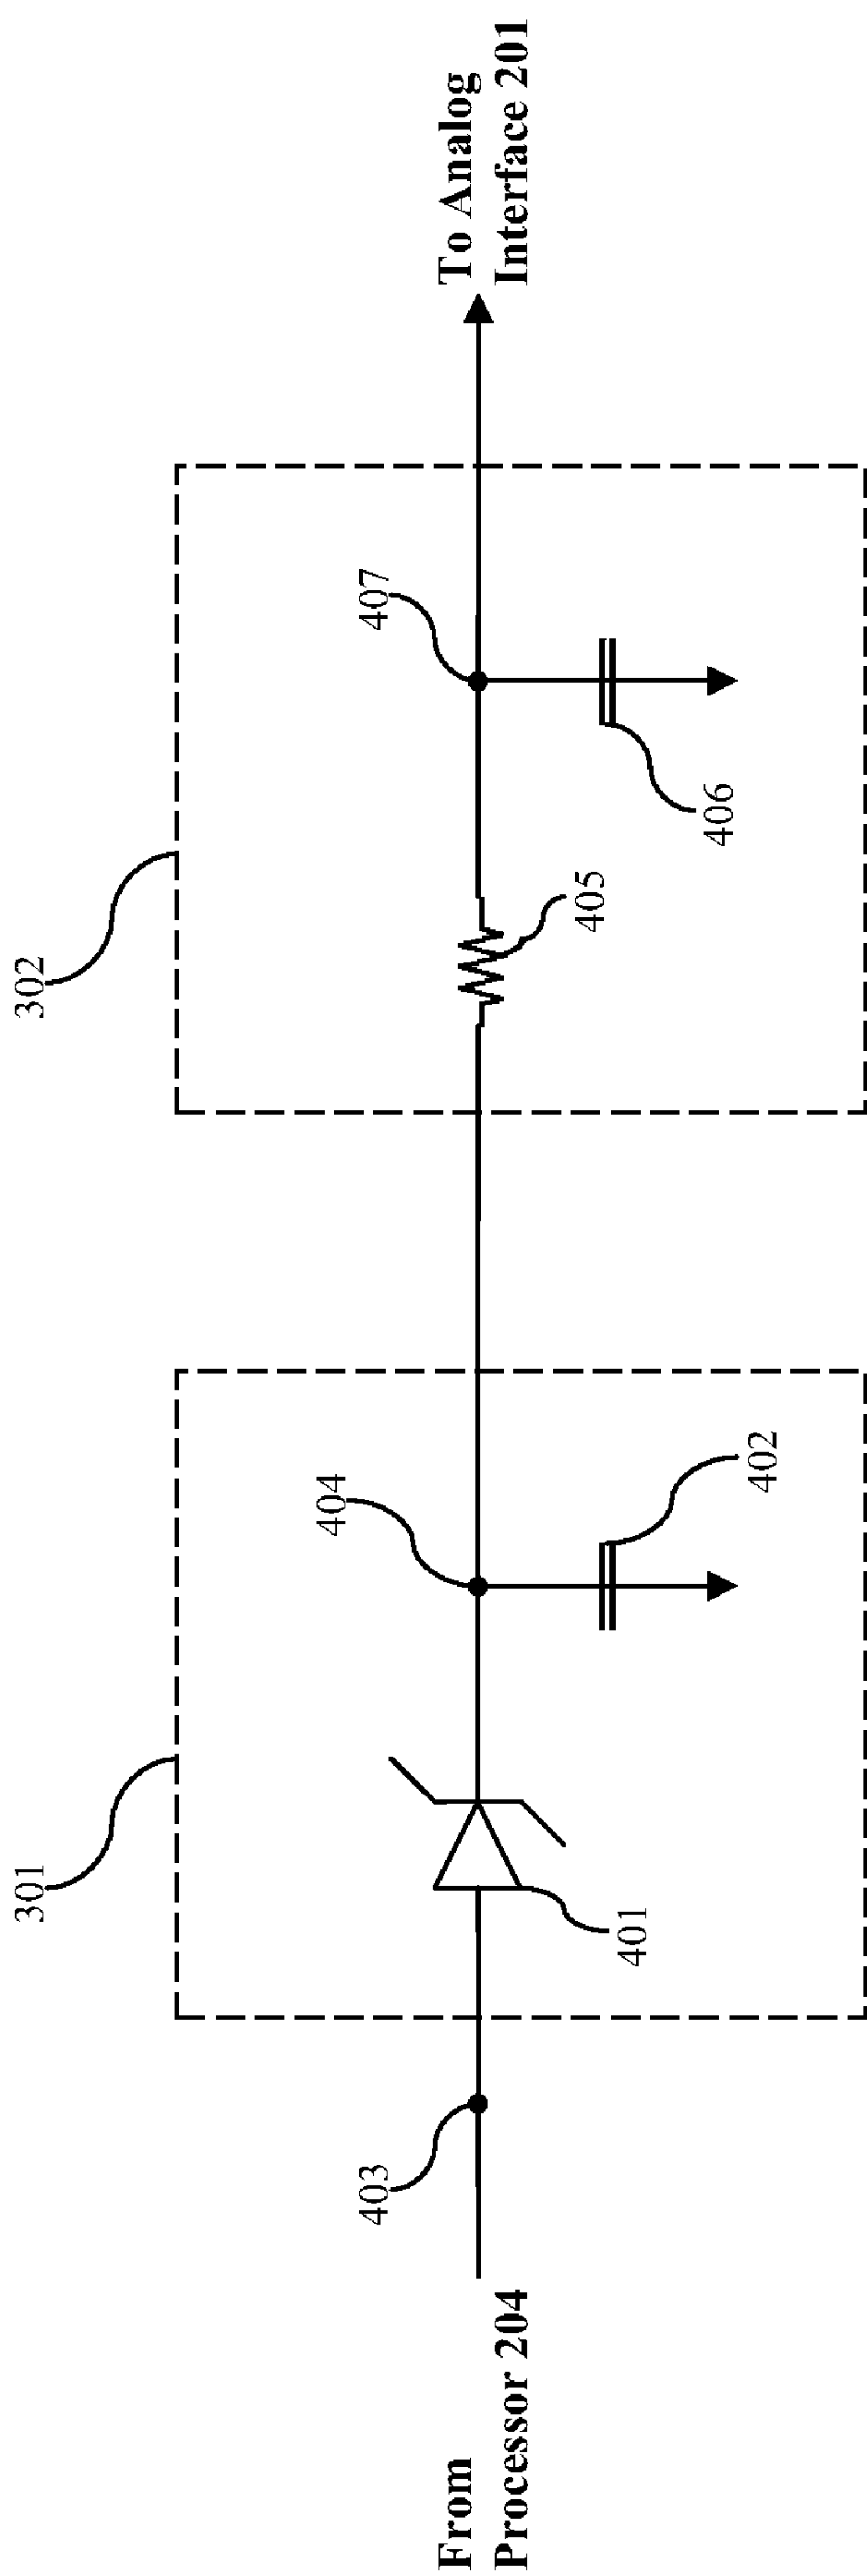 From
Processor 204
403
301
401
404
402
302
405
407
406
To Analog
Interface 201